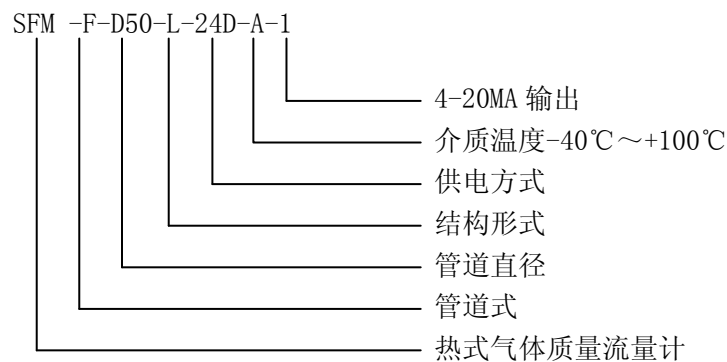 SFM -F-D50-L-24D-A-1
4-20MA 输出
介质温度-40℃～+100℃
供电方式
结构形式
管道直径
管道式
热式气体质量流量计